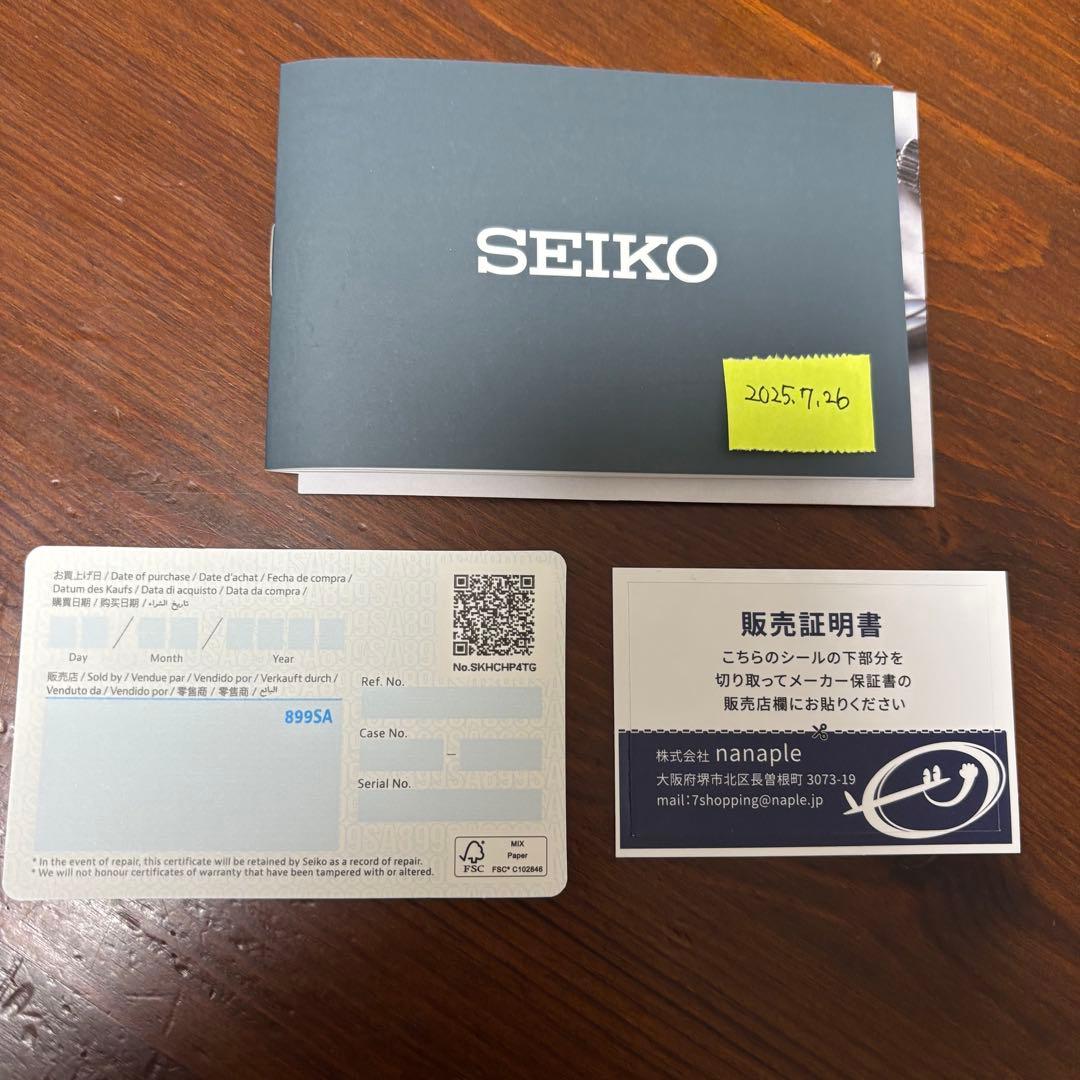 SEIKO
2025.7.26
お買上げ日 / Date of purchase / Date d'achat / Fecha de compra /
Datum des Kaufs / Data di acquisto / Data da compra /
購買日期 / 购买日期 / تاريخ الشراء
Day / Month / Year
No.SKHCHP4TG
販売店 / Sold by / Vendue par / Vendido por / Verkauft durch /
Venduto da / Vendido por / 零售商 / 零售商 / البائع
899SA
Ref. No.
Case No.
–
Serial No.
* In the event of repair, this certificate will be retained by Seiko as a record of repair.
* We will not honour certificates of warranty that have been tampered with or altered.
FSC
MIX
Paper
FSC® C102846
販売証明書
こちらのシールの下部分を
切り取ってメーカー保証書の
販売店欄にお貼りください
株式会社 nanaple
大阪府堺市北区長曽根町 3073-19
mail：7shopping@naple.jp